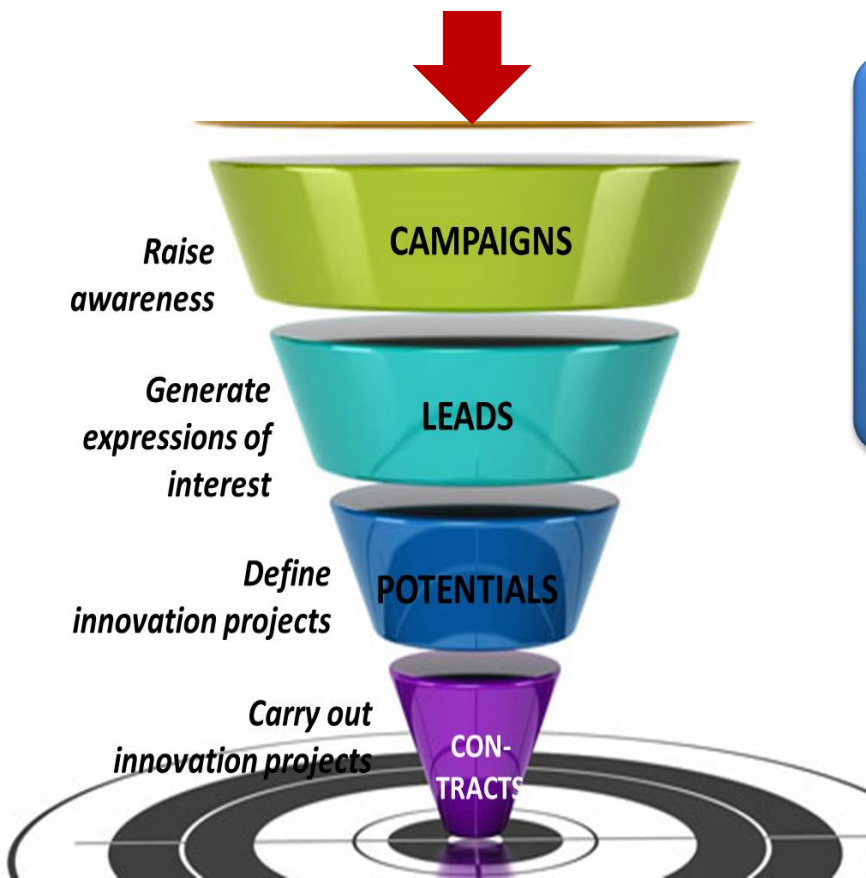 CAMPAIGNS
Raise
awareness
LEADS
Generate
expressions of
interest
POTENTIALS
Define
innovation projects
CON-
TRACTS
Carry out
innovation projects